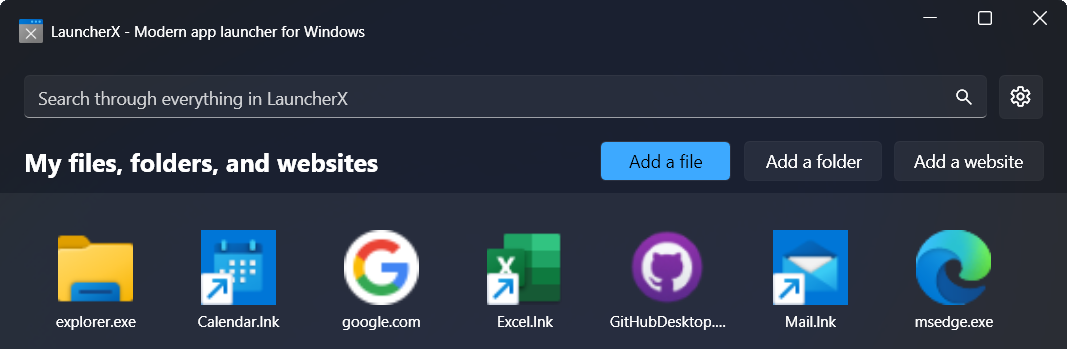 LauncherX - Modern app launcher for Windows
Search through everything in LauncherX
My files, folders, and websites
Add a file
Add a folder
Add a website
explorer.exe
Calendar.lnk
google.com
Excel.lnk
GitHubDesktop....
Mail.lnk
msedge.exe